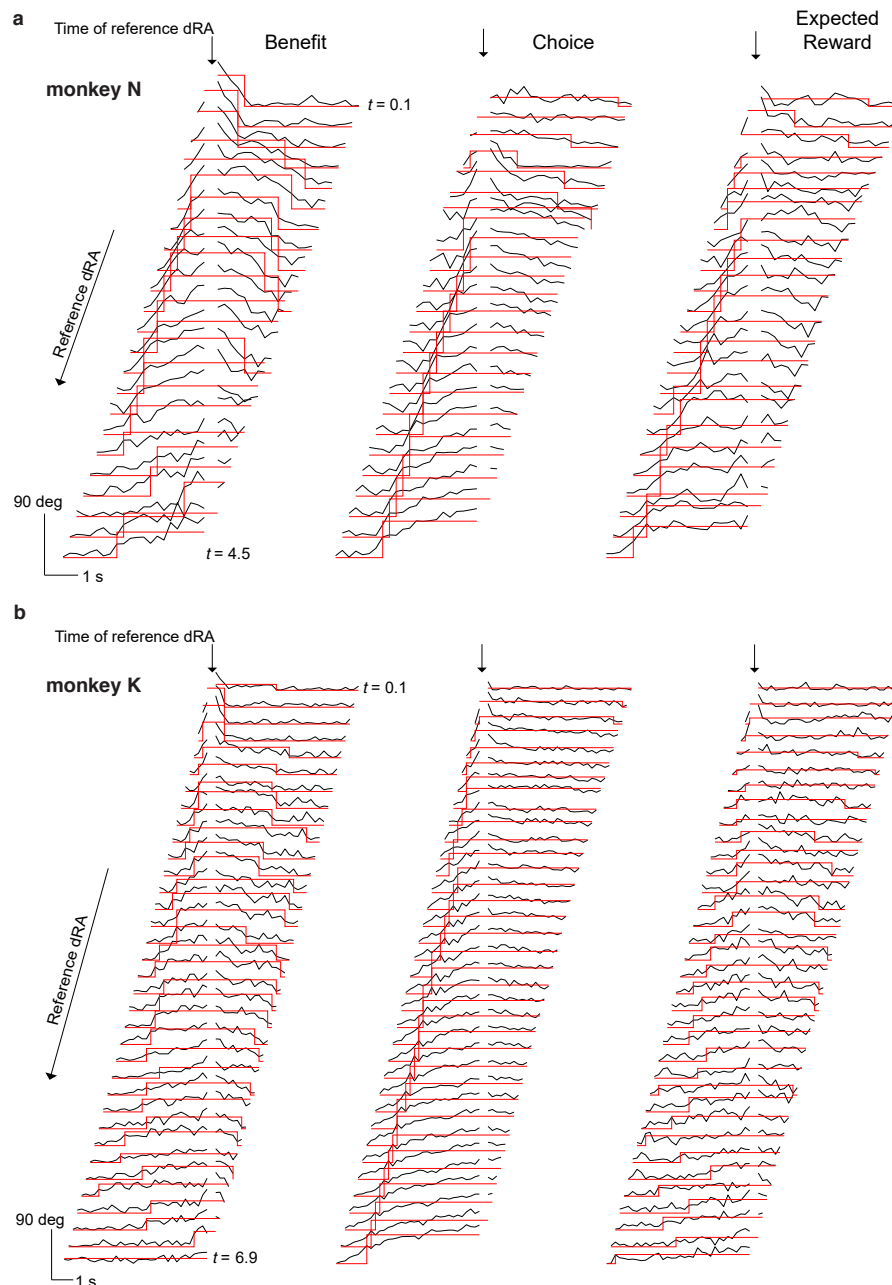 a
Time of reference dRA
Benefit
Choice
Expected
Reward
monkey N
t = 0.1
Reference dRA
90 deg
1 s
t = 4.5
b
Time of reference dRA
monkey K
t = 0.1
Reference dRA
90 deg
1 s
t = 6.9